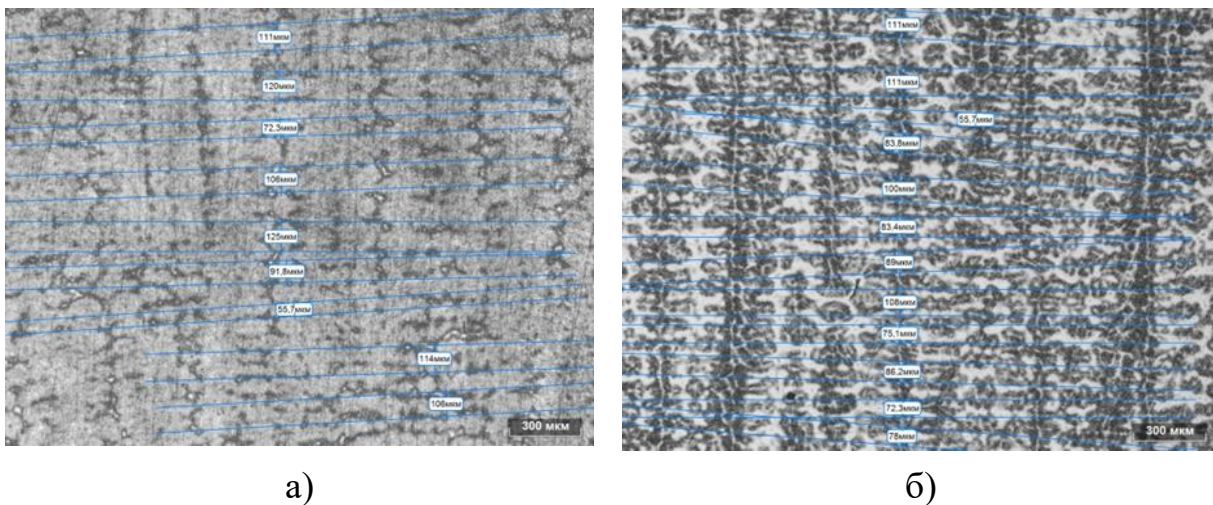 111мкм
120мкм
72,3мкм
106мкм
125мкм
91,8мкм
55,7мкм
114мкм
106мкм
300 мкм
а)
111мкм
111мкм
55,7мкм
83,8мкм
100мкм
83,4мкм
89мкм
108мкм
75,1мкм
86,2мкм
72,3мкм
78мкм
300 мкм
б)